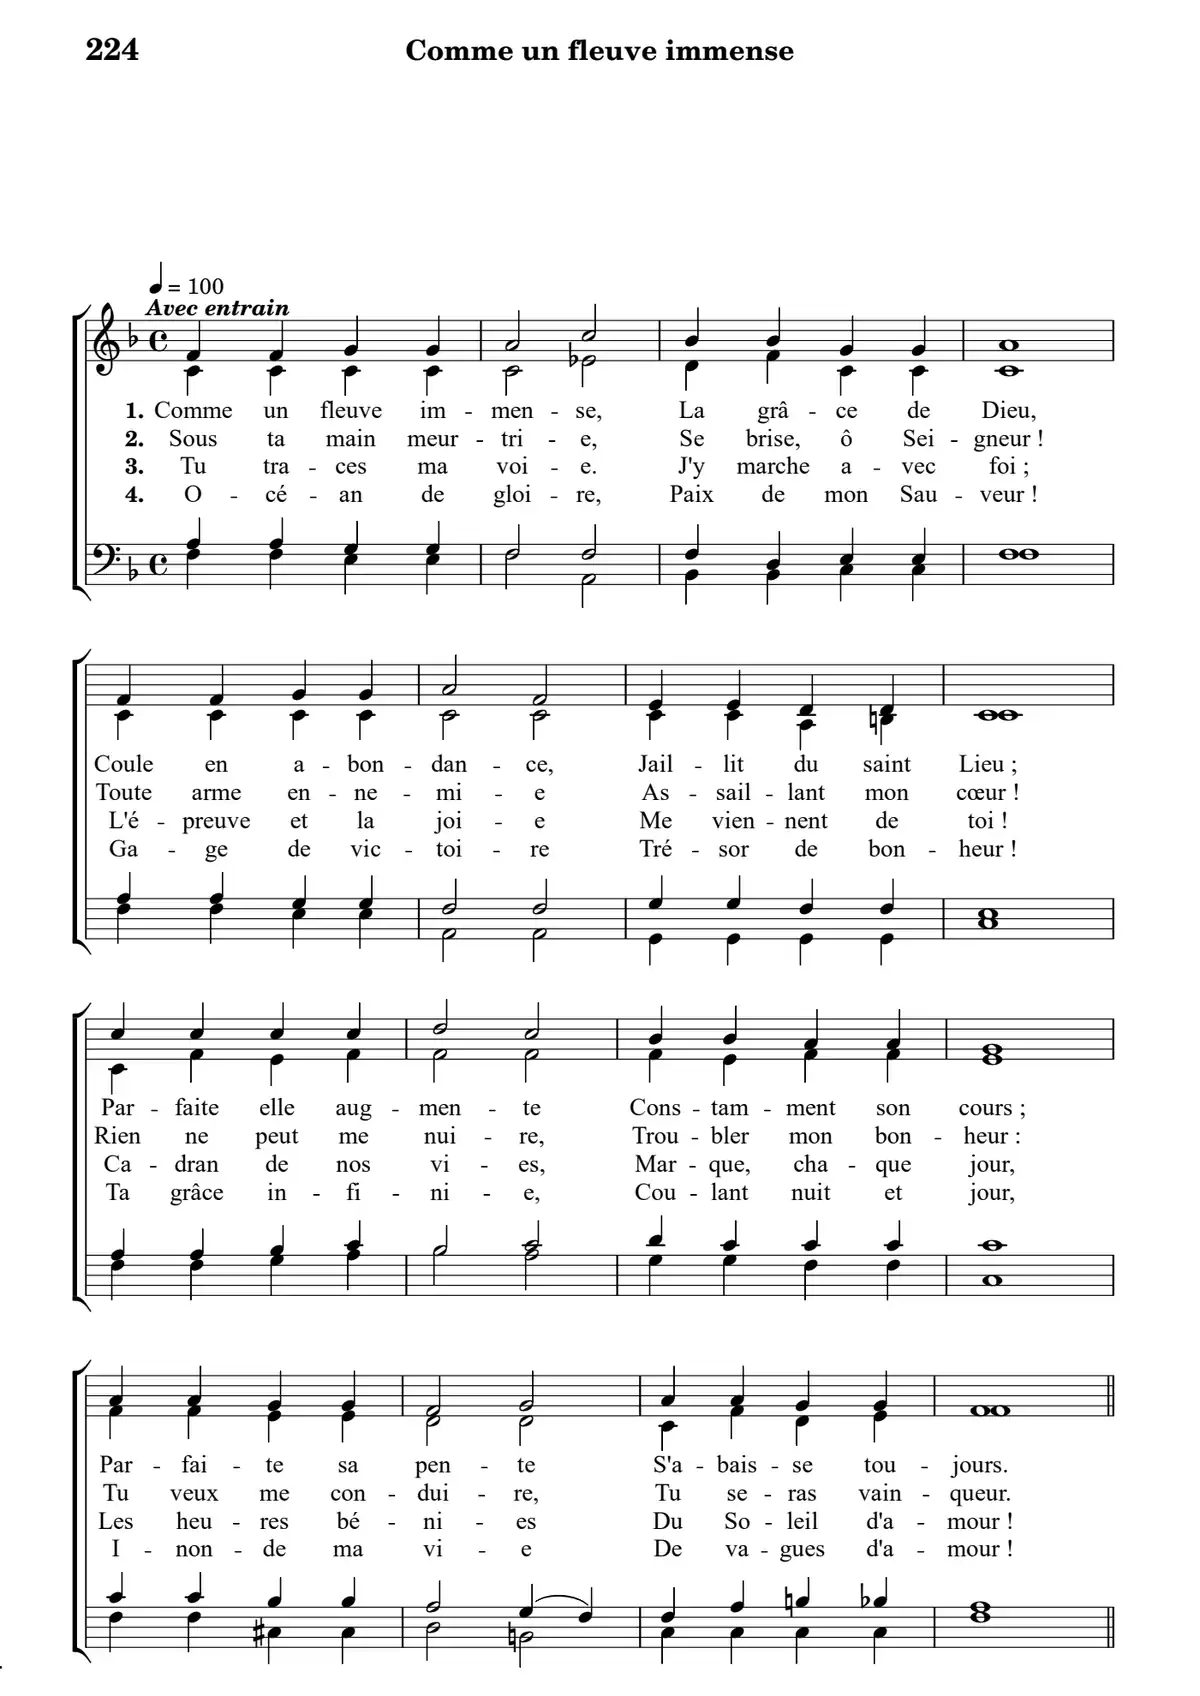 224 Comme un fleuve immense
= 100
Avec entrain
1. Comme un fleuve im - men - se, La grâ - ce de Dieu,
2. Sous ta main meur - tri - e, Se brise, ô Sei - gneur !
3. Tu tra - ces ma voi - e. J'y marche a - vec foi ;
4. O - cé - an de gloi - re, Paix de mon Sau - veur !
Coule en a - bon - dan - ce, Jail - lit du saint Lieu ;
Toute arme en - ne - mi - e As - sail - lant mon cœur !
L'é - preuve et la joi - e Me vien - nent de toi !
Ga - ge de vic - toi - re Tré - sor de bon - heur !
Par - faite elle aug - men - te Cons - tam - ment son cours ;
Rien ne peut me nui - re, Trou - bler mon bon - heur :
Ca - dran de nos vi - es, Mar - que, cha - que jour,
Ta grâce in - fi - ni - e, Cou - lant nuit et jour,
Par - fai - te sa pen - te S'a - bais - se tou - jours.
Tu veux me con - dui - re, Tu se - ras vain - queur.
Les heu - res bé - ni - es Du So - leil d'a - mour !
I - non - de ma vi - e De va - gues d'a - mour !